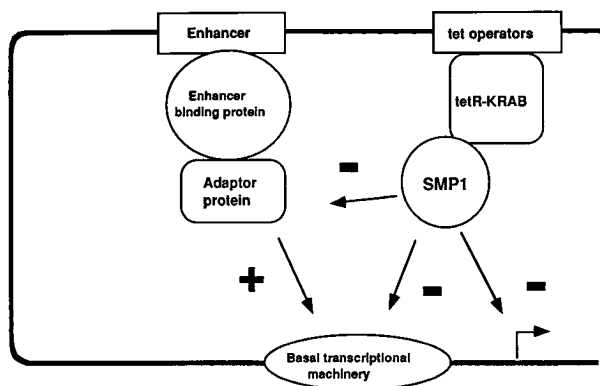 Enhancer
tet operators
Enhancer
binding protein
tetR-KRAB
Adaptor
protein
-
SMP1
+
-
-
Basal transcriptional
machinery